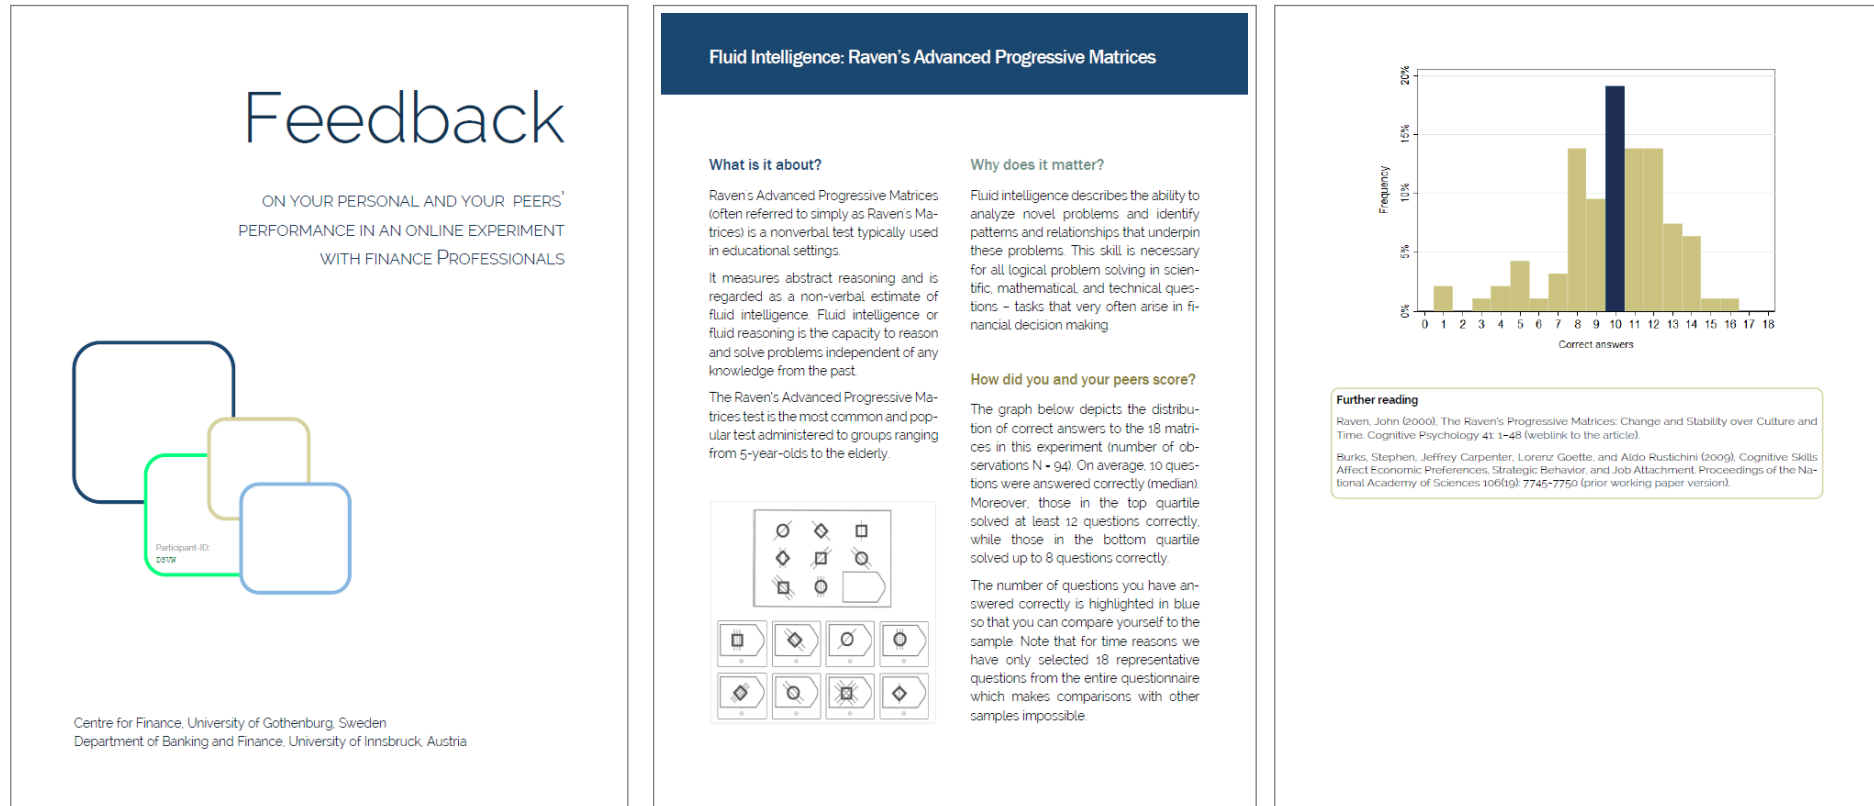 Feedback
ON YOUR PERSONAL AND YOUR PEERS'
PERFORMANCE IN AN ONLINE EXPERIMENT
WITH FINANCE PROFESSIONALS
Participant-ID:
DSVW
Centre for Finance, University of Gothenburg, Sweden
Department of Banking and Finance, University of Innsbruck, Austria
Fluid Intelligence: Raven's Advanced Progressive Matrices
What is it about?
Raven's Advanced Progressive Matrices
(often referred to simply as Raven's Ma-
trices) is a nonverbal test typically used
in educational settings.
It measures abstract reasoning and is
regarded as a non-verbal estimate of
fluid intelligence. Fluid intelligence or
fluid reasoning is the capacity to reason
and solve problems independent of any
knowledge from the past.
The Raven's Advanced Progressive Ma-
trices test is the most common and pop-
ular test administered to groups ranging
from 5-year-olds to the elderly.
Why does it matter?
Fluid intelligence describes the ability to
analyze novel problems and identify
patterns and relationships that underpin
these problems. This skill is necessary
for all logical problem solving in scien-
tific, mathematical, and technical ques-
tions – tasks that very often arise in fi-
nancial decision making.
How did you and your peers score?
The graph below depicts the distribu-
tion of correct answers to the 18 matri-
ces in this experiment (number of ob-
servations N = 94). On average, 10 ques-
tions were answered correctly (median).
Moreover, those in the top quartile
solved at least 12 questions correctly,
while those in the bottom quartile
solved up to 8 questions correctly.
The number of questions you have an-
swered correctly is highlighted in blue
so that you can compare yourself to the
sample. Note that for time reasons we
have only selected 18 representative
questions from the entire questionnaire
which makes comparisons with other
samples impossible.
20%
15%
10%
5%
0%
Frequency
0 1 2 3 4 5 6 7 8 9 10 11 12 13 14 15 16 17 18
Correct answers
Further reading
Raven, John (2000), The Raven's Progressive Matrices: Change and Stability over Culture and
Time. Cognitive Psychology 41: 1–48 (weblink to the article).
Burks, Stephen, Jeffrey Carpenter, Lorenz Goette, and Aldo Rustichini (2009), Cognitive Skills
Affect Economic Preferences, Strategic Behavior, and Job Attachment. Proceedings of the Na-
tional Academy of Sciences 106(19): 7745-7750 (prior working paper version).